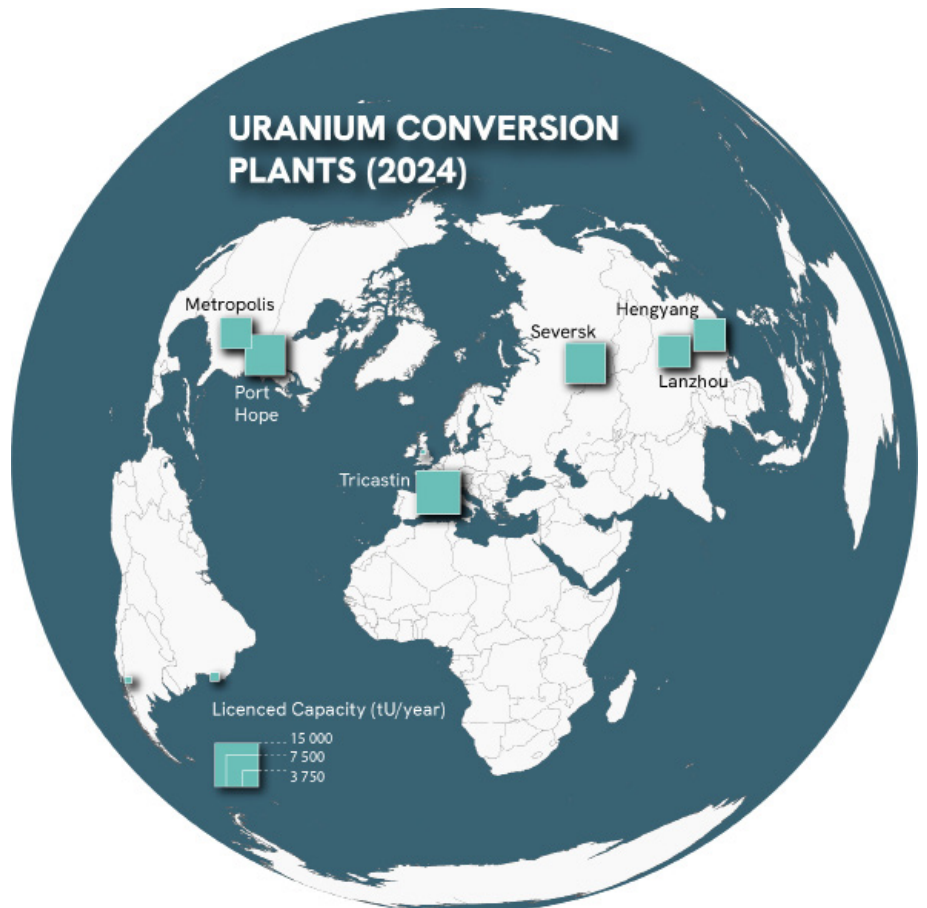 URANIUM CONVERSION
PLANTS (2024)
Metropolis
Hengyang
Seversk
Lanzhou
Port
Hope
Tricastin
Licenced Capacity (tU/year)
15 000
7 500
3 750